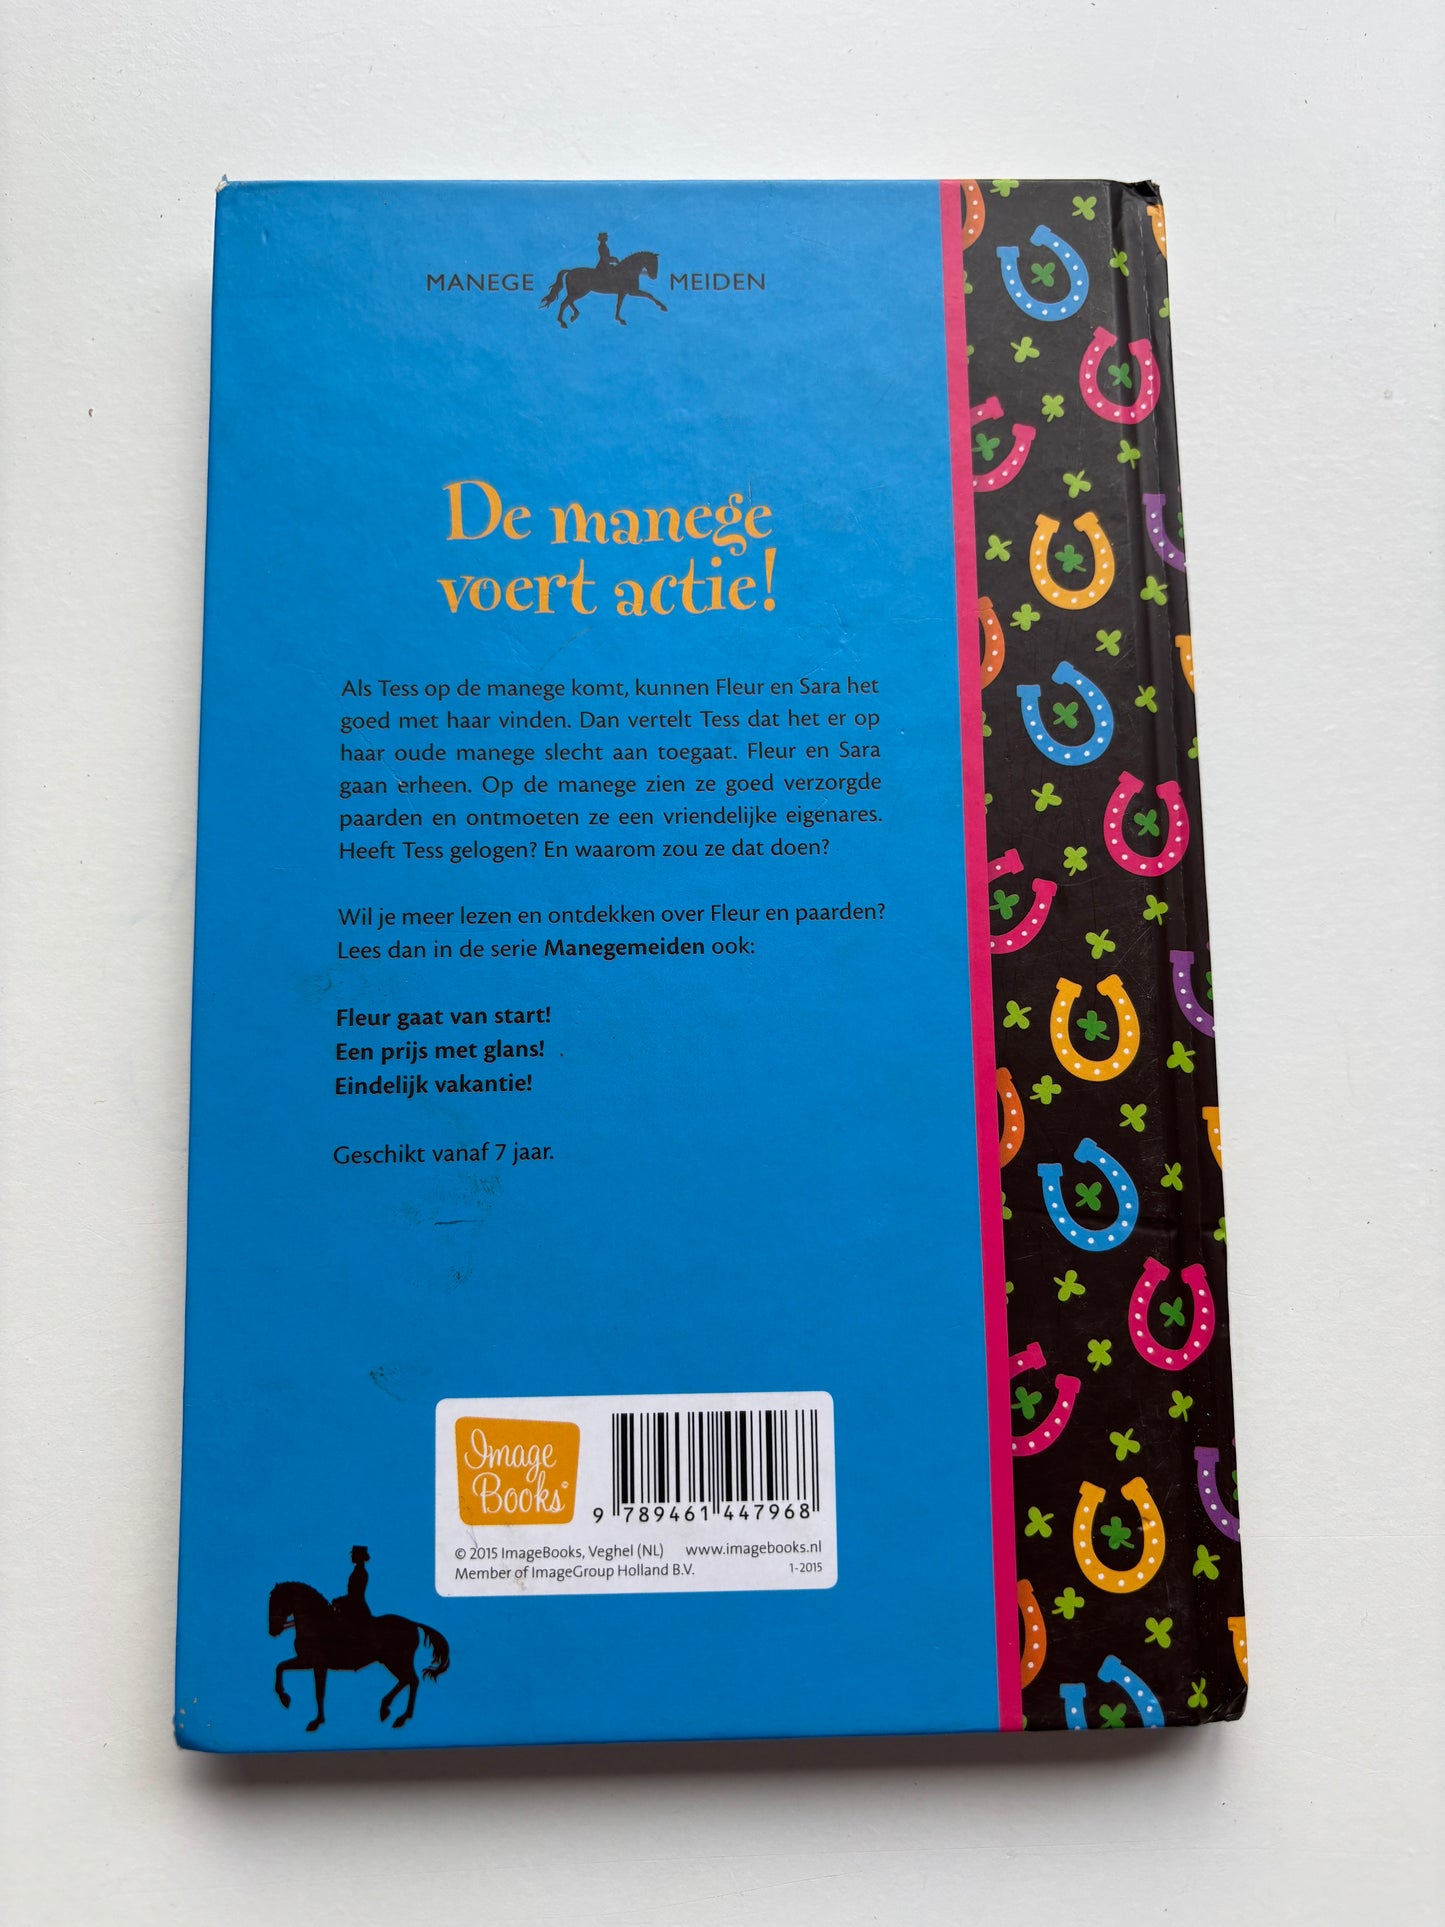 MANEGE MEIDEN
De manege
voert actie!
Als Tess op de manege komt, kunnen Fleur en Sara het
goed met haar vinden. Dan vertelt Tess dat het er op
haar oude manege slecht aan toegaat. Fleur en Sara
gaan erheen. Op de manege zien ze goed verzorgde
paarden en ontmoeten ze een vriendelijke eigenares.
Heeft Tess gelogen? En waarom zou ze dat doen?
Wil je meer lezen en ontdekken over Fleur en paarden?
Lees dan in de serie Manegemeiden ook:
Fleur gaat van start!
Een prijs met glans!
Eindelijk vakantie!
Geschikt vanaf 7 jaar.
Image
Books©
9 789461 447968
© 2015 ImageBooks, Veghel (NL) www.imagebooks.nl
Member of ImageGroup Holland B.V. 1-2015